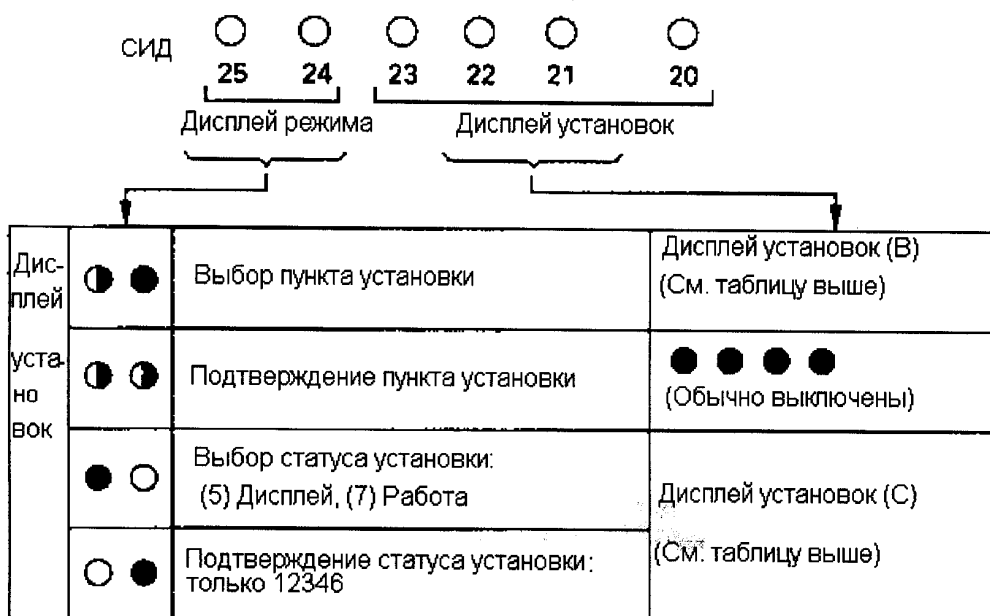 СИД
25 24 23 22 21 20
Дисплей режима
Дисплей установок
Дис-
плей
уста-
но
вок
Выбор пункта установки
Дисплей установок (В)
(См. таблицу выше)
Подтверждение пункта установки
(Обычно выключены)
Выбор статуса установки:
(5) Дисплей, (7) Работа
Дисплей установок (С)
(См. таблицу выше)
Подтверждение статуса установки:
только 12346